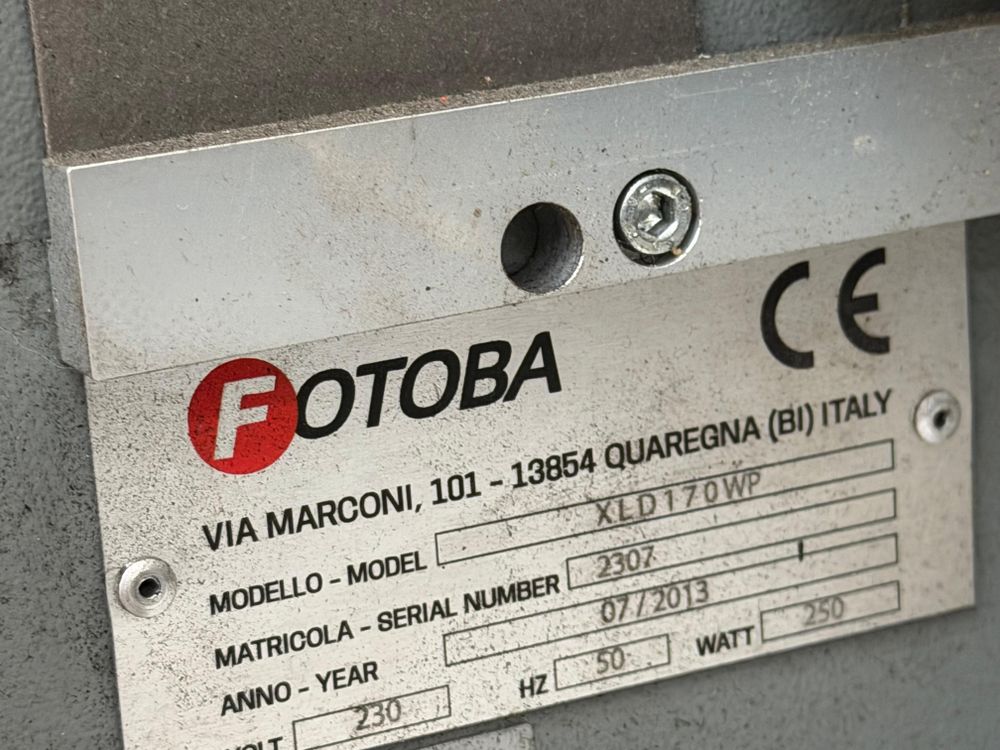 FOTOBA CE
VIA MARCONI, 101 - 13854 QUAREGNA (BI) ITALY
MODELLO - MODEL XLD170WP
MATRICOLA - SERIAL NUMBER 2307
ANNO - YEAR 07/2013
VOLT 230 HZ 50 WATT 250